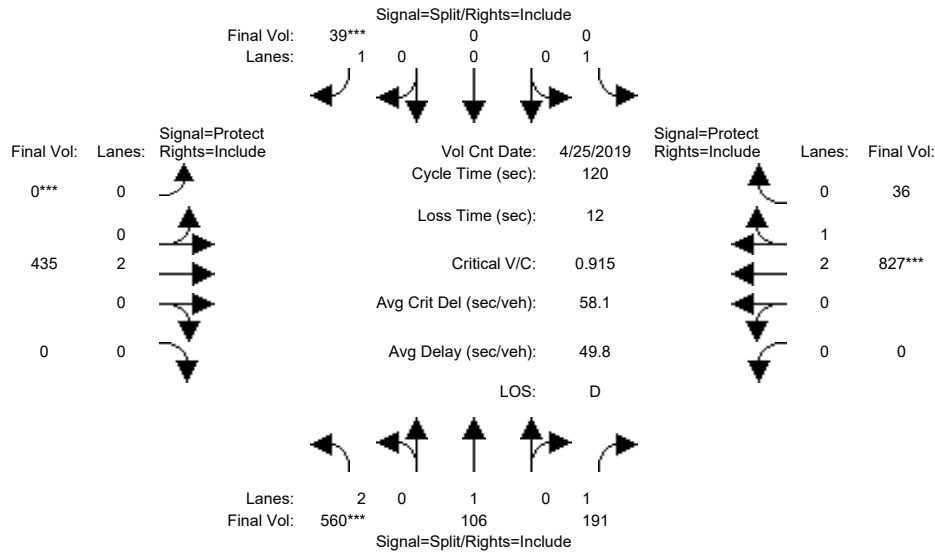 Signal=Split/Rights=Include
Final Vol: 39*** 0 0
Lanes: 1 0 0 0 1
Signal=Protect Signal=Protect
Final Vol: Lanes: Rights=Include Vol Cnt Date: 4/25/2019 Rights=Include Lanes: Final Vol:
Cycle Time (sec): 120
0*** 0 0 36
Loss Time (sec): 12
0 1
435 2 Critical V/C: 0.915 2 827***
0 Avg Crit Del (sec/veh): 58.1 0
0 0 Avg Delay (sec/veh): 49.8 0 0
LOS: D
Lanes: 2 0 1 0 1
Final Vol: 560*** 106 191
Signal=Split/Rights=Include